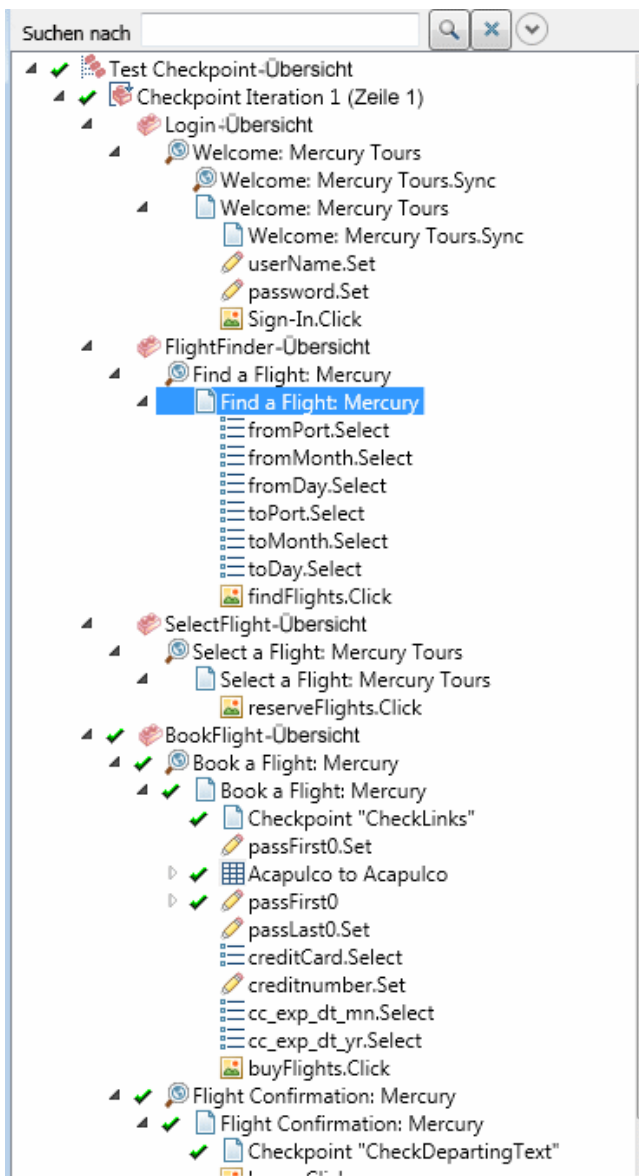 Suchen nach
Test Checkpoint-Übersicht
Checkpoint Iteration 1 (Zeile 1)
Login-Übersicht
Welcome: Mercury Tours
Welcome: Mercury Tours.Sync
Welcome: Mercury Tours
Welcome: Mercury Tours.Sync
userName.Set
password.Set
Sign-In.Click
FlightFinder-Übersicht
Find a Flight: Mercury
Find a Flight: Mercury
fromPort.Select
fromMonth.Select
fromDay.Select
toPort.Select
toMonth.Select
toDay.Select
findFlights.Click
SelectFlight-Übersicht
Select a Flight: Mercury Tours
Select a Flight: Mercury Tours
reserveFlights.Click
BookFlight-Übersicht
Book a Flight: Mercury
Book a Flight: Mercury
Checkpoint "CheckLinks"
passFirst0.Set
Acapulco to Acapulco
passFirst0
passLast0.Set
creditCard.Select
creditnumber.Set
cc_exp_dt_mn.Select
cc_exp_dt_yr.Select
buyFlights.Click
Flight Confirmation: Mercury
Flight Confirmation: Mercury
Checkpoint "CheckDepartingText"